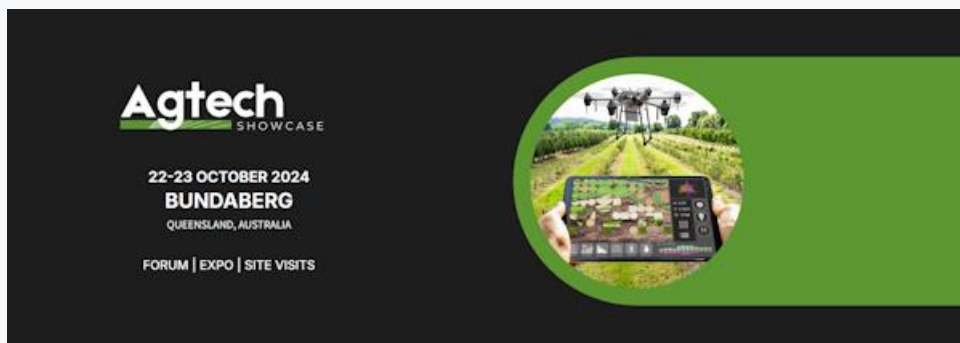 Agtech
SHOWCASE
22-23 OCTOBER 2024
BUNDABERG
QUEENSLAND, AUSTRALIA
FORUM | EXPO | SITE VISITS